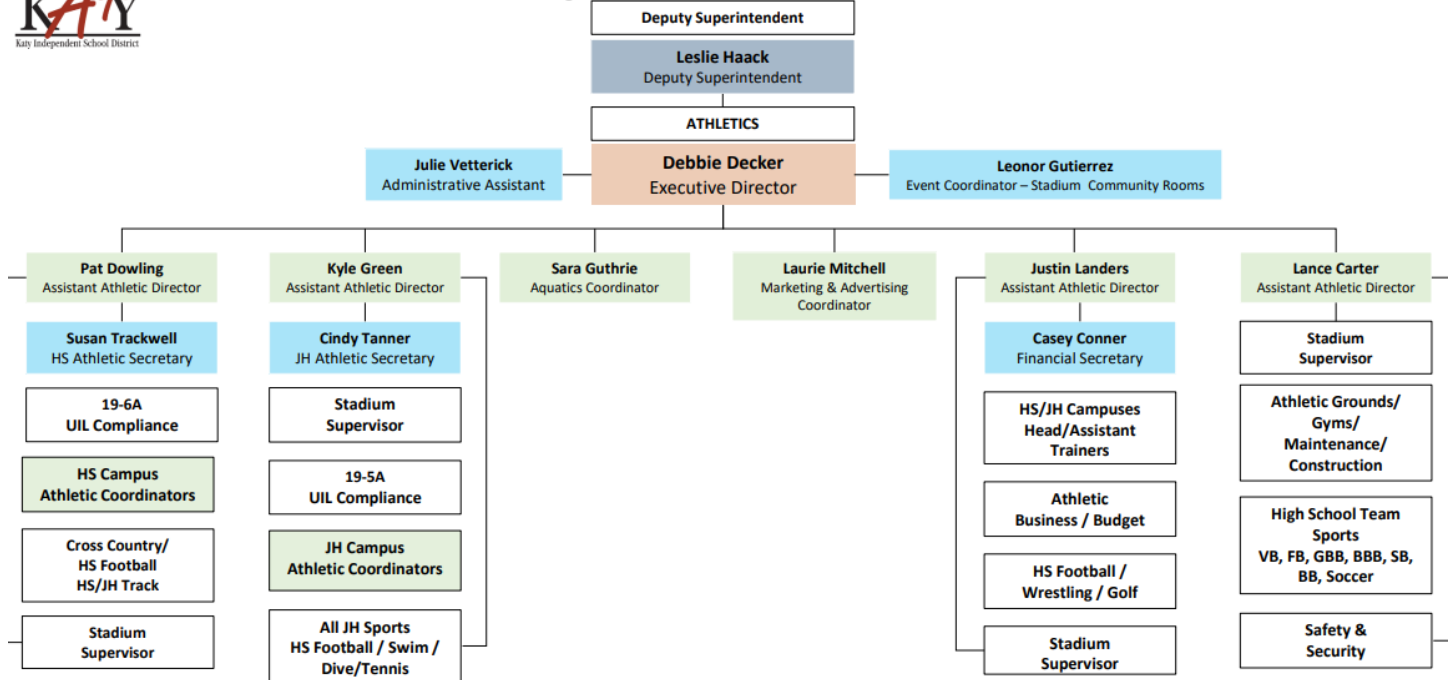 KATY
Katy Independent School District
Deputy Superintendent
Leslie Haack
Deputy Superintendent
ATHLETICS
Julie Vetterick
Administrative Assistant
Debbie Decker
Executive Director
Leonor Gutierrez
Event Coordinator – Stadium Community Rooms
Pat Dowling
Assistant Athletic Director
Susan Trackwell
HS Athletic Secretary
19-6A
UIL Compliance
HS Campus
Athletic Coordinators
Cross Country/
HS Football
HS/JH Track
Stadium
Supervisor
Kyle Green
Assistant Athletic Director
Cindy Tanner
JH Athletic Secretary
Stadium
Supervisor
19-5A
UIL Compliance
JH Campus
Athletic Coordinators
All JH Sports
HS Football / Swim /
Dive/Tennis
Sara Guthrie
Aquatics Coordinator
Laurie Mitchell
Marketing & Advertising
Coordinator
Justin Landers
Assistant Athletic Director
Casey Conner
Financial Secretary
HS/JH Campuses
Head/Assistant
Trainers
Athletic
Business / Budget
HS Football /
Wrestling / Golf
Stadium
Supervisor
Lance Carter
Assistant Athletic Director
Stadium
Supervisor
Athletic Grounds/
Gyms/
Maintenance/
Construction
High School Team
Sports
VB, FB, GBB, BBB, SB,
BB, Soccer
Safety &
Security